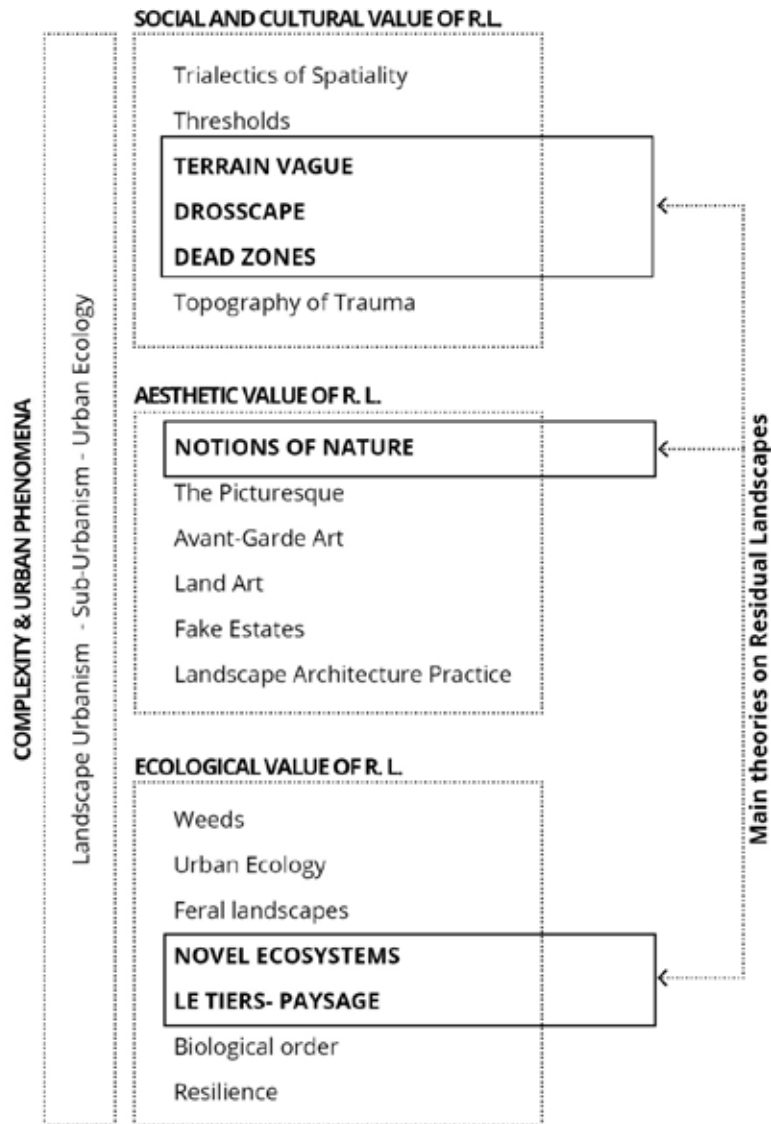 SOCIAL AND CULTURAL VALUE OF R.L.
Trialectics of Spatiality
Thresholds
TERRAIN VAGUE
DROSSCAPE
DEAD ZONES
Topography of Trauma
AESTHETIC VALUE OF R. L.
NOTIONS OF NATURE
The Picturesque
Avant-Garde Art
Land Art
Fake Estates
Landscape Architecture Practice
ECOLOGICAL VALUE OF R. L.
Weeds
Urban Ecology
Feral landscapes
NOVEL ECOSYSTEMS
LE TIERS- PAYSAGE
Biological order
Resilience
COMPLEXITY & URBAN PHENOMENA
Landscape Urbanism - Sub-Urbanism - Urban Ecology
Main theories on Residual Landscapes